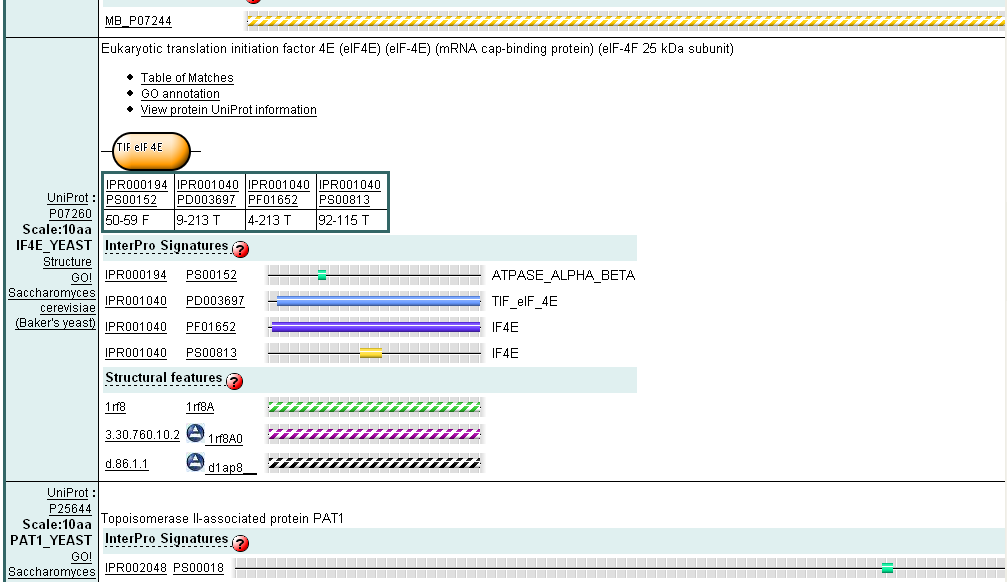 MB_P07244
Eukaryotic translation initiation factor 4E (eIF4E) (eIF-4E) (mRNA cap-binding protein) (eIF-4F 25 kDa subunit)
Table of Matches
GO annotation
View protein UniProt information
TIF eIF 4E
UniProt :
P07260
Scale:10aa
IF4E_YEAST
Structure
GO!
Saccharomyces
cerevisiae
(Baker's yeast)
IPR000194 IPR001040 IPR001040 IPR001040
PS00152 PD003697 PF01652 PS00813
50-59 F 9-213 T 4-213 T 92-115 T
InterPro Signatures ?
IPR000194 PS00152 ATPASE_ALPHA_BETA
IPR001040 PD003697 TIF_eIF_4E
IPR001040 PF01652 IF4E
IPR001040 PS00813 IF4E
Structural features ?
1rf8 1rf8A
3.30.760.10.2 1rf8A0
d.86.1.1 d1ap8__
UniProt :
P25644
Scale:10aa
PAT1_YEAST
GO!
Saccharomyces
Topoisomerase II-associated protein PAT1
InterPro Signatures ?
IPR002048 PS00018